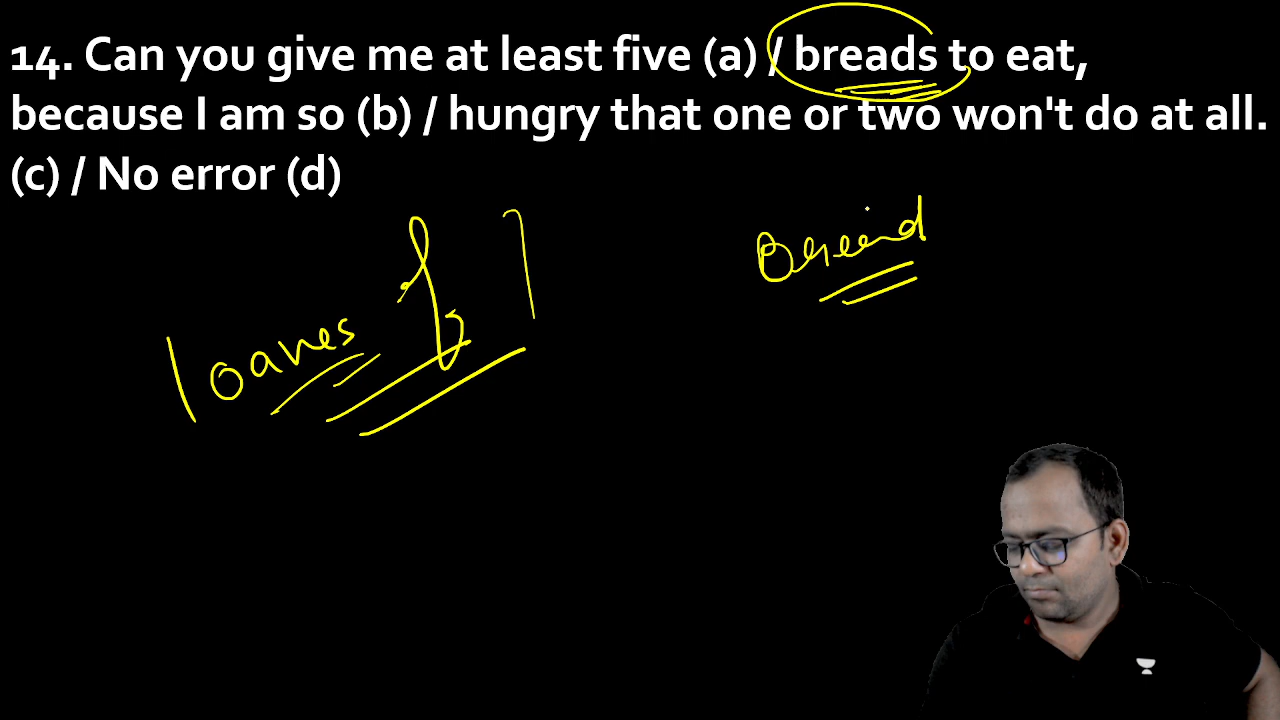 14. Can you give me at least five (a) / breads to eat,
because I am so (b) / hungry that one or two won't do at all.
(c) / No error (d)
loaves of
Bread